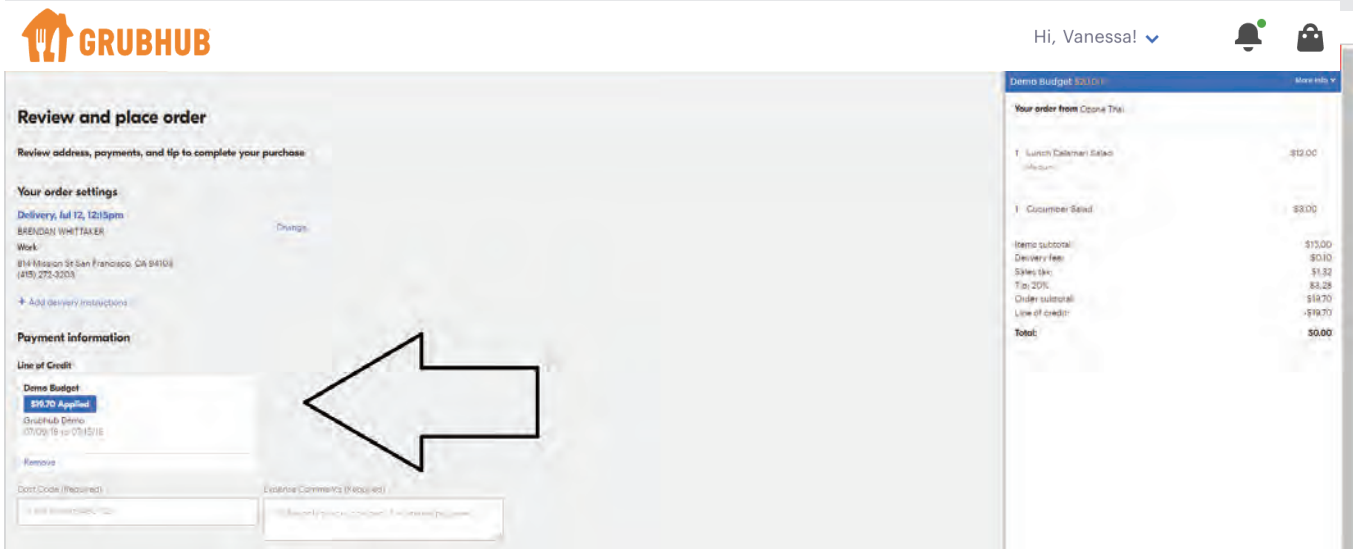 GRUBHUB
Hi, Vanessa!
Review and place order
Review address, payments, and tip to complete your purchase
Your order settings
Delivery, Jul 12, 12:15pm
BRENDAN WHITTAKER
Change
Work
814 Mission St San Francisco, CA 94103
(415) 272-3203
+ Add delivery instructions
Payment information
Line of Credit
Demo Budget
$19.70 Applied
Grubhub Demo
Remove
Cost Code (Required)
Expense Comments (Required)
Demo Budget
More info
Your order from Ozone Thai
1 Lunch Calamari Salad $12.00
1 Cucumber Salad $3.00
Items subtotal: $15.00
Delivery fee: $0.10
Sales tax: $1.32
Tip: 20% $3.28
Order subtotal: $19.70
Line of credit: -$19.70
Total: $0.00